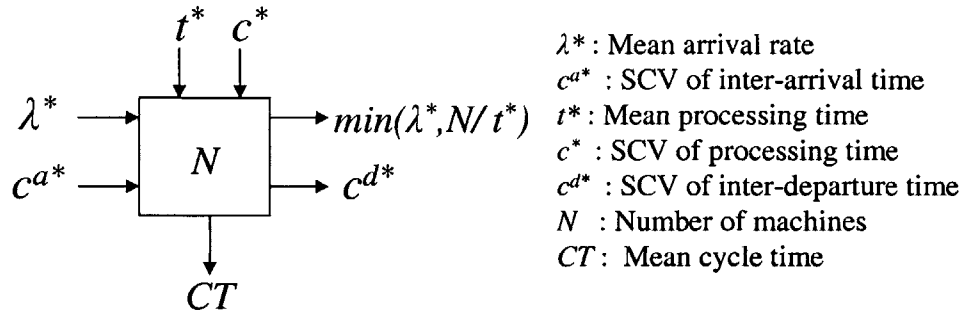 t* c*
λ*
c^{a*}
N
min(λ*,N/ t*)
c^{d*}
CT
λ* : Mean arrival rate
c^{a*} : SCV of inter-arrival time
t* : Mean processing time
c* : SCV of processing time
c^{d*} : SCV of inter-departure time
N : Number of machines
CT : Mean cycle time